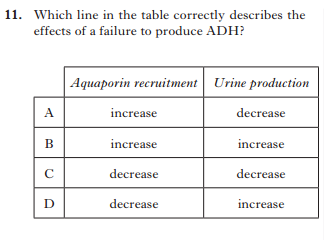 11. Which line in the table correctly describes the
effects of a failure to produce ADH?
Aquaporin recruitment Urine production
A increase decrease
B increase increase
C decrease decrease
D decrease increase